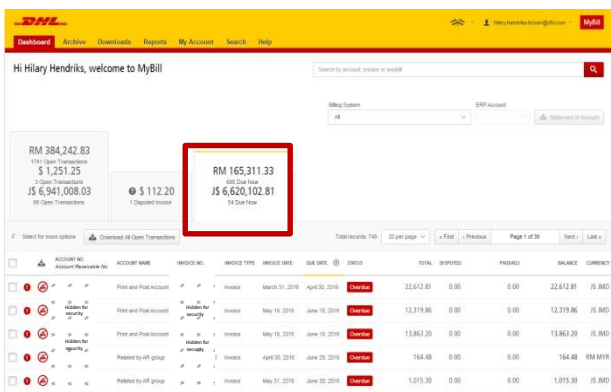 DHL
hilary.hendriks-brown@dhl.com
MyBill
Dashboard Archive Downloads Reports My Account Search Help
Hi Hilary Hendriks, welcome to MyBill
Search by account, invoice or waybill
Billing System
ERP Account
All
Statement of Account
RM 384,242.83
1741 Open Transactions
$ 1,251.25
3 Open Transactions
J$ 6,941,008.03
66 Open Transactions
$ 112.20
1 Disputed Invoice
RM 165,311.33
695 Due Now
J$ 6,620,102.81
54 Due Now
Select for more options Download All Open Transactions Total records: 749 20 per page « First ‹ Previous Page 1 of 38 Next › Last »
ACCOUNT NO. Account Receivable No. ACCOUNT NAME INVOICE NO. INVOICE TYPE INVOICE DATE DUE DATE STATUS TOTAL DISPUTED PAID/ADJ BALANCE CURRENCY
Print and Post Account Invoice March 31, 2016 April 30, 2016 Overdue 22,612.81 0.00 0.00 22,612.81 J$ JMD
Hidden for security Print and Post Account Hidden for security Invoice May 19, 2016 June 18, 2016 Overdue 12,319.86 0.00 0.00 12,319.86 J$ JMD
Print and Post Account Invoice May 19, 2016 June 18, 2016 Overdue 13,863.20 0.00 0.00 13,863.20 J$ JMD
Hidden for security Related by AR group Hidden for security Invoice April 30, 2016 June 29, 2016 Overdue 164.48 0.00 0.00 164.48 RM MYR
Related by AR group Invoice May 31, 2016 June 30, 2016 Overdue 1,015.30 0.00 0.00 1,015.30 J$ JMD